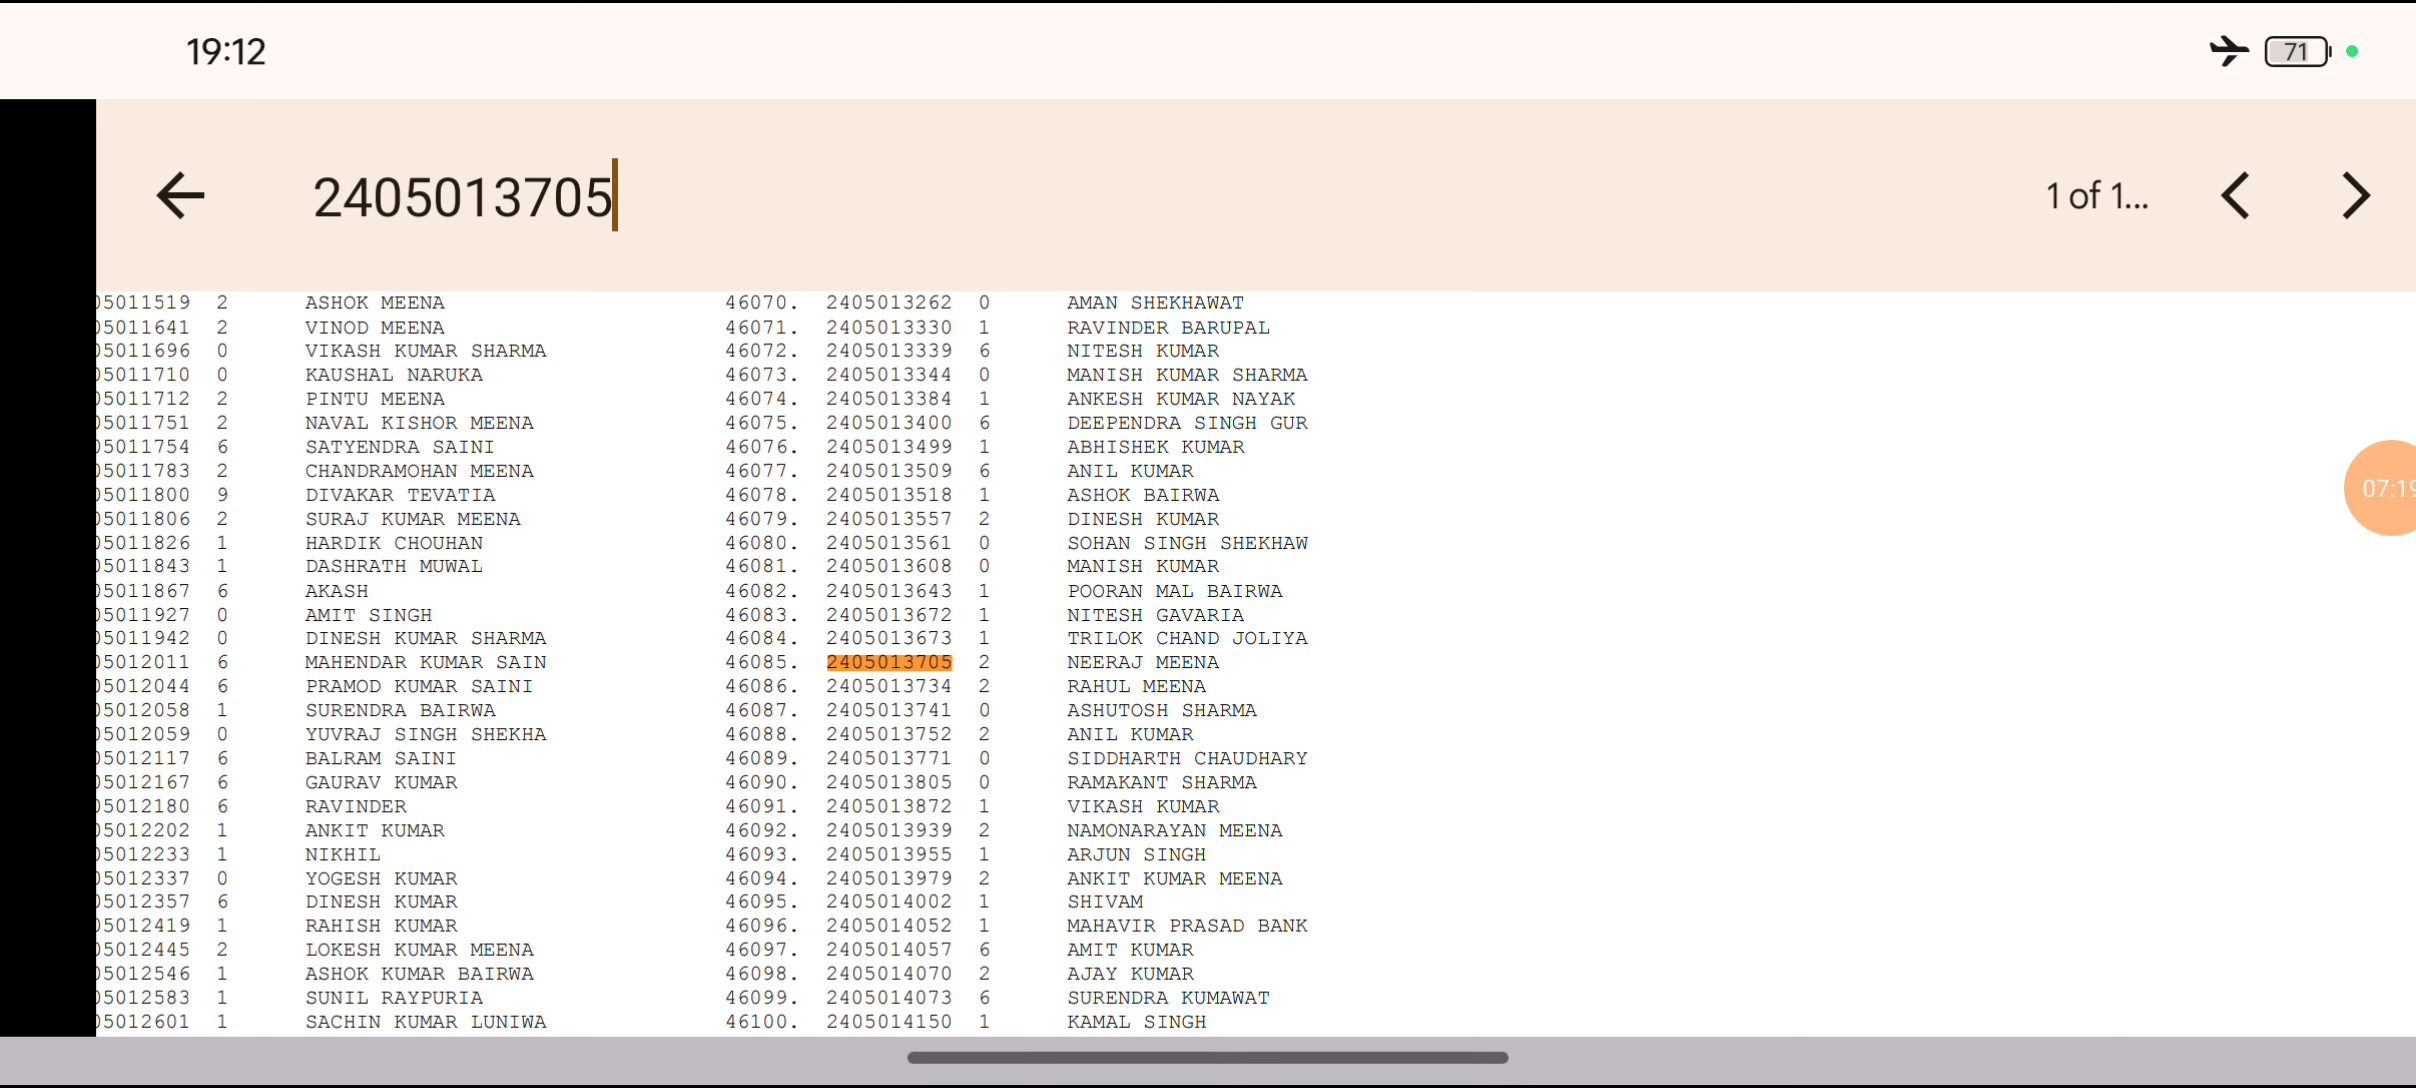 19:12 71
2405013705 1 of 1...
5011519 2 ASHOK MEENA 46070. 2405013262 0 AMAN SHEKHAWAT
5011641 2 VINOD MEENA 46071. 2405013330 1 RAVINDER BARUPAL
5011696 0 VIKASH KUMAR SHARMA 46072. 2405013339 6 NITESH KUMAR
5011710 0 KAUSHAL NARUKA 46073. 2405013344 0 MANISH KUMAR SHARMA
5011712 2 PINTU MEENA 46074. 2405013384 1 ANKESH KUMAR NAYAK
5011751 2 NAVAL KISHOR MEENA 46075. 2405013400 6 DEEPENDRA SINGH GUR
5011754 6 SATYENDRA SAINI 46076. 2405013499 1 ABHISHEK KUMAR
5011783 2 CHANDRAMOHAN MEENA 46077. 2405013509 6 ANIL KUMAR
5011800 9 DIVAKAR TEVATIA 46078. 2405013518 1 ASHOK BAIRWA
5011806 2 SURAJ KUMAR MEENA 46079. 2405013557 2 DINESH KUMAR
5011826 1 HARDIK CHOUHAN 46080. 2405013561 0 SOHAN SINGH SHEKHAW
5011843 1 DASHRATH MUWAL 46081. 2405013608 0 MANISH KUMAR
5011867 6 AKASH 46082. 2405013643 1 POORAN MAL BAIRWA
5011927 0 AMIT SINGH 46083. 2405013672 1 NITESH GAVARIA
5011942 0 DINESH KUMAR SHARMA 46084. 2405013673 1 TRILOK CHAND JOLIYA
5012011 6 MAHENDAR KUMAR SAIN 46085. 2405013705 2 NEERAJ MEENA
5012044 6 PRAMOD KUMAR SAINI 46086. 2405013734 2 RAHUL MEENA
5012058 1 SURENDRA BAIRWA 46087. 2405013741 0 ASHUTOSH SHARMA
5012059 0 YUVRAJ SINGH SHEKHA 46088. 2405013752 2 ANIL KUMAR
5012117 6 BALRAM SAINI 46089. 2405013771 0 SIDDHARTH CHAUDHARY
5012167 6 GAURAV KUMAR 46090. 2405013805 0 RAMAKANT SHARMA
5012180 6 RAVINDER 46091. 2405013872 1 VIKASH KUMAR
5012202 1 ANKIT KUMAR 46092. 2405013939 2 NAMONARAYAN MEENA
5012233 1 NIKHIL 46093. 2405013955 1 ARJUN SINGH
5012337 0 YOGESH KUMAR 46094. 2405013979 2 ANKIT KUMAR MEENA
5012357 6 DINESH KUMAR 46095. 2405014002 1 SHIVAM
5012419 1 RAHISH KUMAR 46096. 2405014052 1 MAHAVIR PRASAD BANK
5012445 2 LOKESH KUMAR MEENA 46097. 2405014057 6 AMIT KUMAR
5012546 1 ASHOK KUMAR BAIRWA 46098. 2405014070 2 AJAY KUMAR
5012583 1 SUNIL RAYPURIA 46099. 2405014073 6 SURENDRA KUMAWAT
5012601 1 SACHIN KUMAR LUNIWA 46100. 2405014150 1 KAMAL SINGH